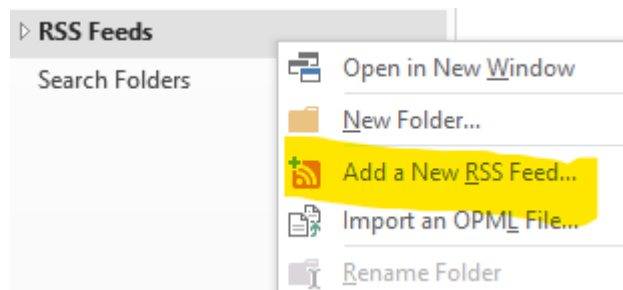 RSS Feeds
Search Folders
Open in New Window
New Folder...
Add a New RSS Feed...
Import an OPML File...
Rename Folder